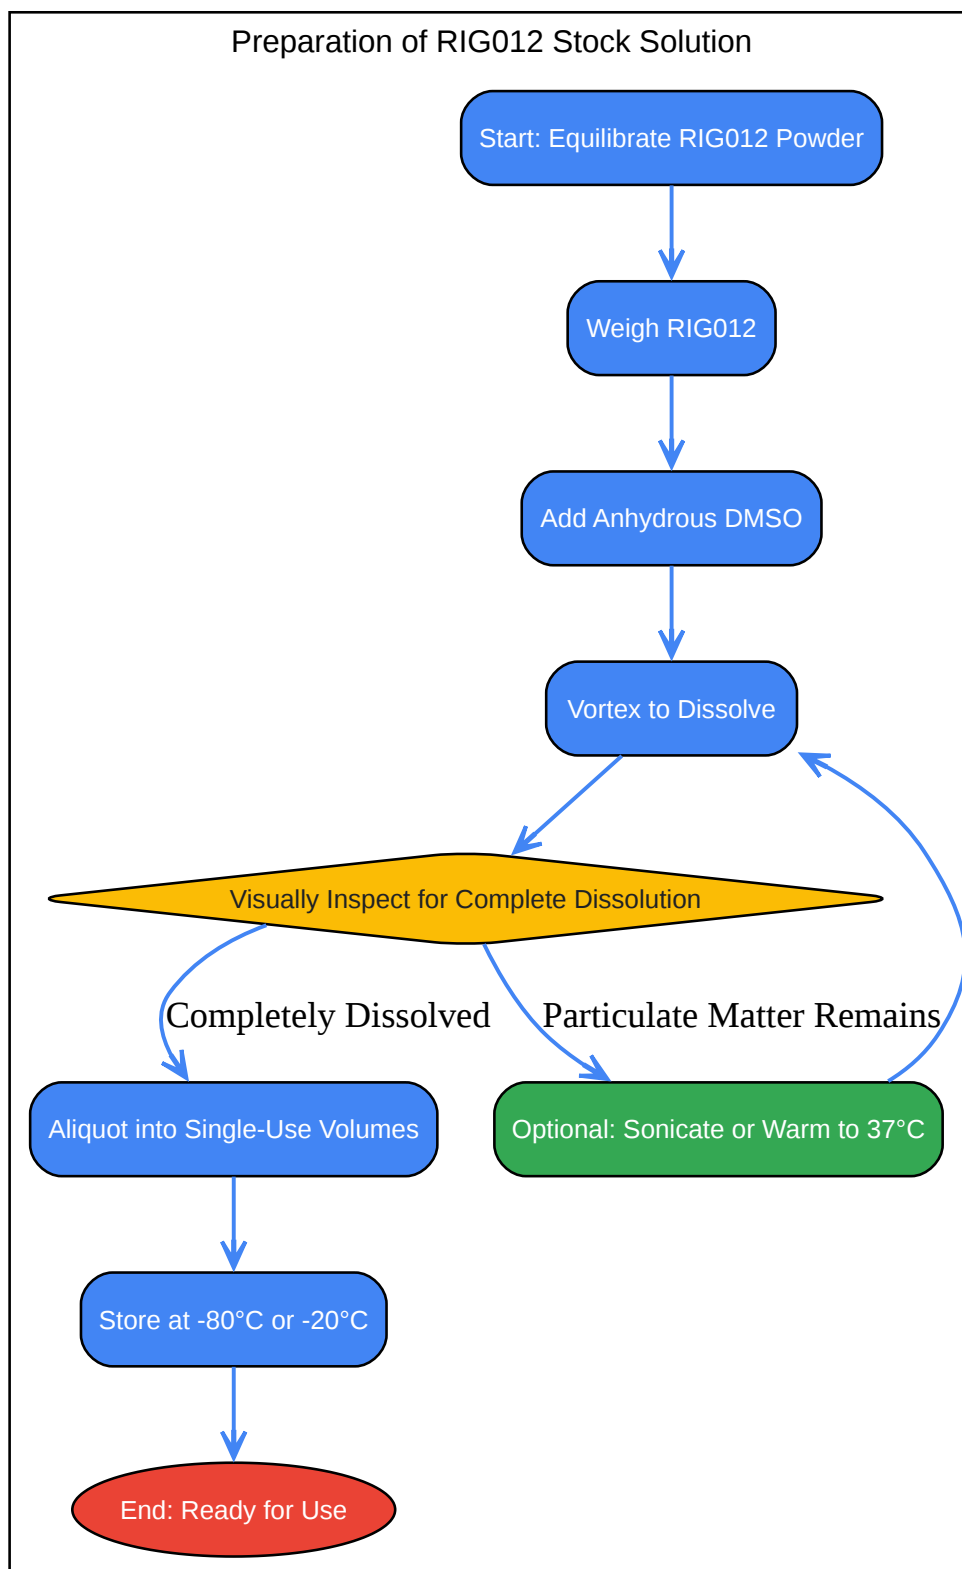 Preparation of RIG012 Stock Solution
Start: Equilibrate RIG012 Powder
Weigh RIG012
Add Anhydrous DMSO
Vortex to Dissolve
Visually Inspect for Complete Dissolution
Completely Dissolved
Particulate Matter Remains
Aliquot into Single-Use Volumes
Optional: Sonicate or Warm to 37°C
Store at -80°C or -20°C
End: Ready for Use